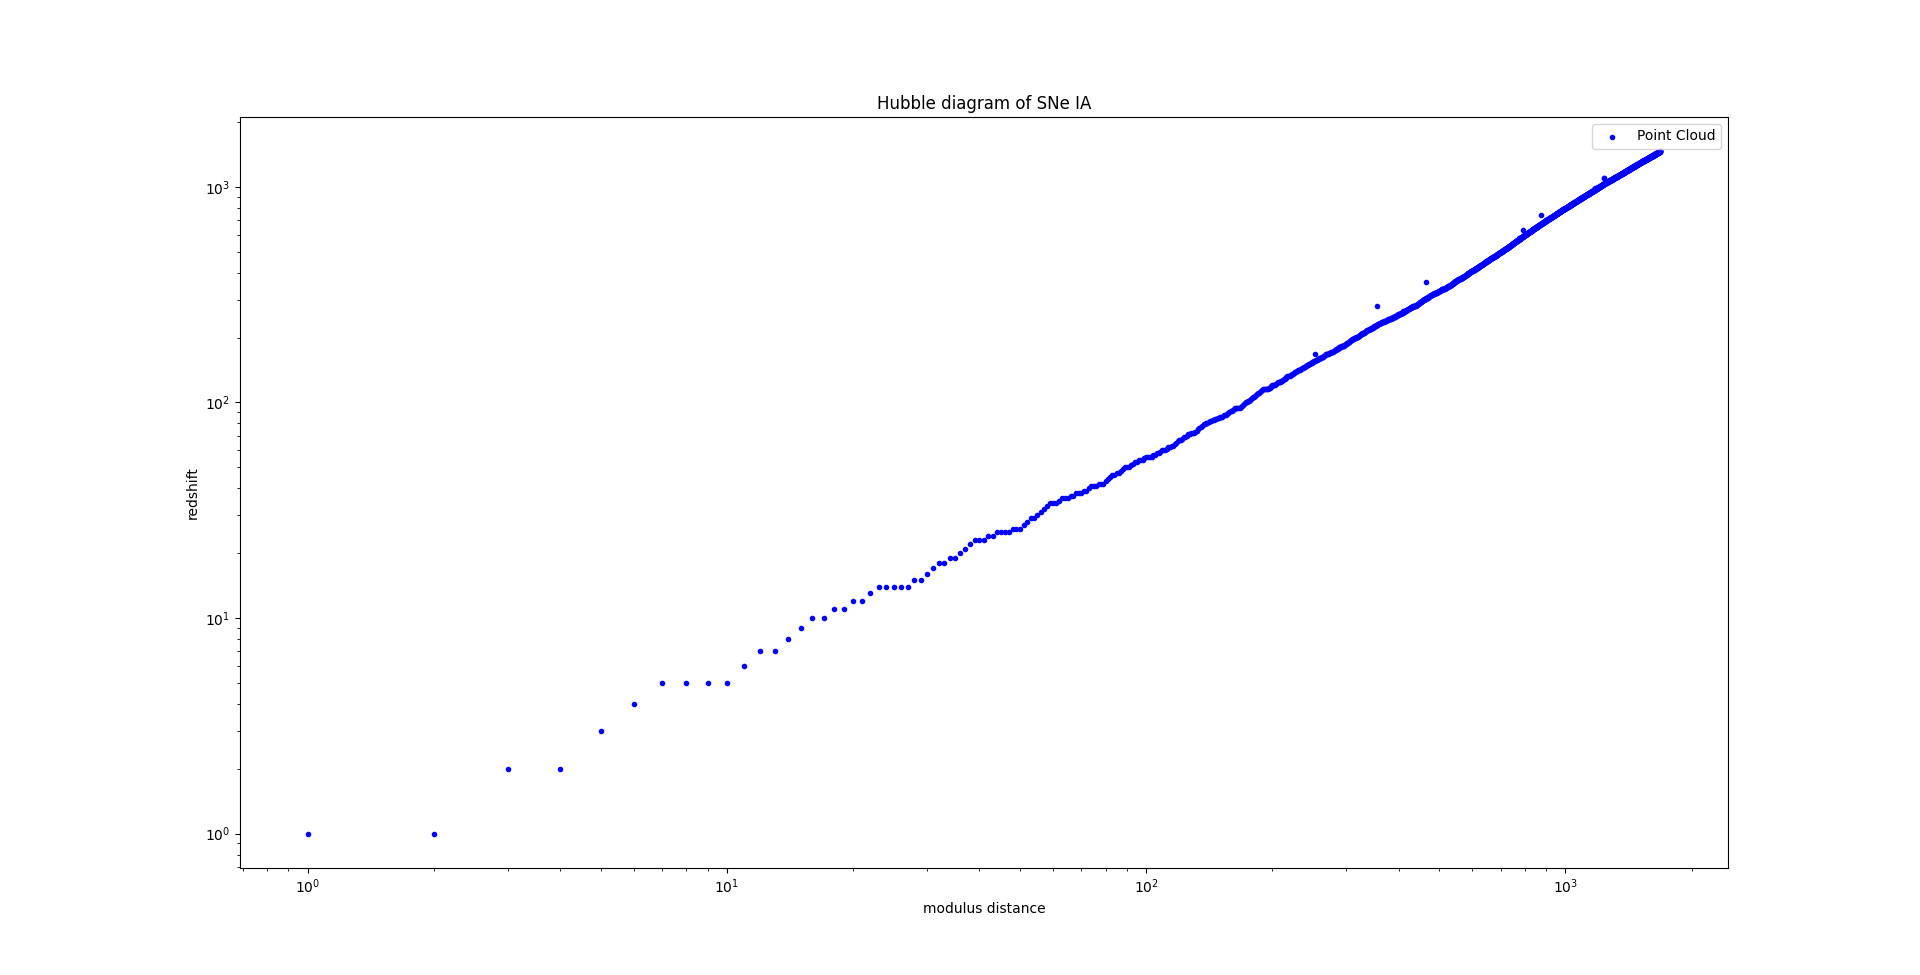 Hubble diagram of SNe IA
Point Cloud
redshift
10³
10²
10¹
10⁰
10⁰
10¹
10²
10³
modulus distance